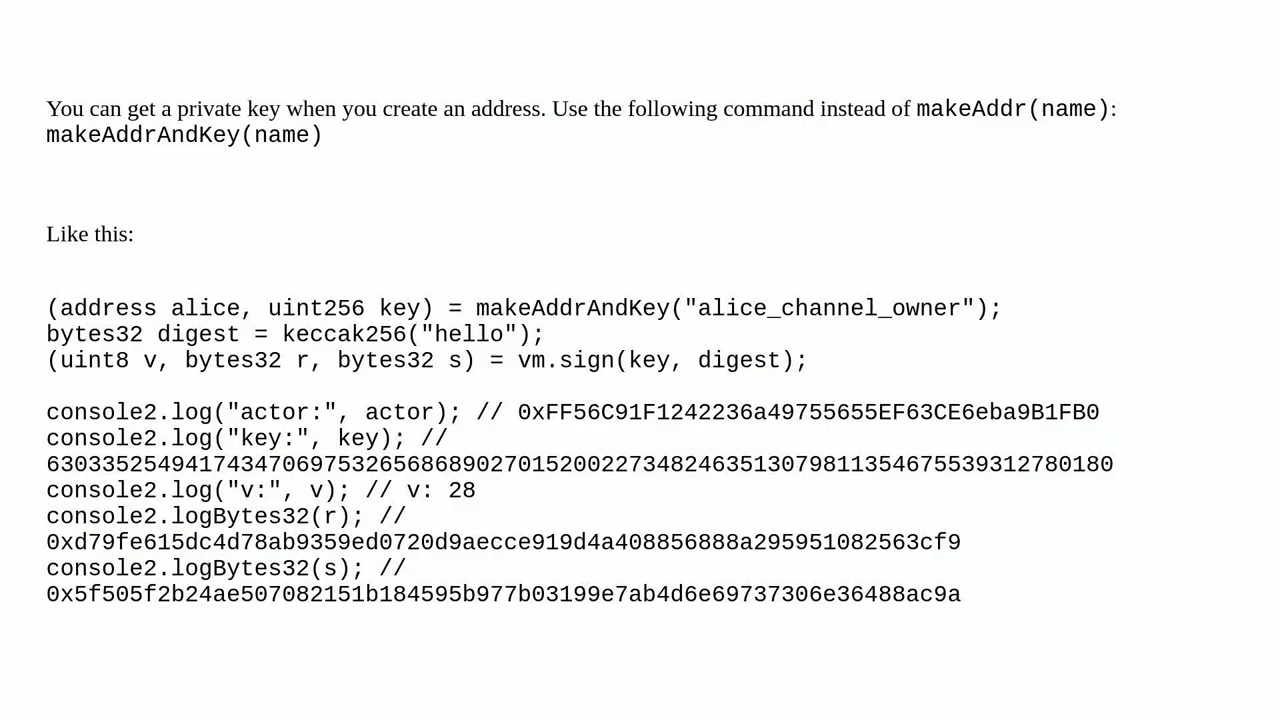 You can get a private key when you create an address. Use the following command instead of makeAddr(name):
makeAddrAndKey(name)
Like this:
(address alice, uint256 key) = makeAddrAndKey("alice_channel_owner");
bytes32 digest = keccak256("hello");
(uint8 v, bytes32 r, bytes32 s) = vm.sign(key, digest);
console2.log("actor:", actor); // 0xFF56C91F1242236a49755655EF63CE6eba9B1FB0
console2.log("key:", key); //
63033525494174347069753265686890270152002273482463513079811354675539312780180
console2.log("v:", v); // v: 28
console2.logBytes32(r); //
0xd79fe615dc4d78ab9359ed0720d9aecce919d4a408856888a295951082563cf9
console2.logBytes32(s); //
0x5f505f2b24ae507082151b184595b977b03199e7ab4d6e69737306e36488ac9a